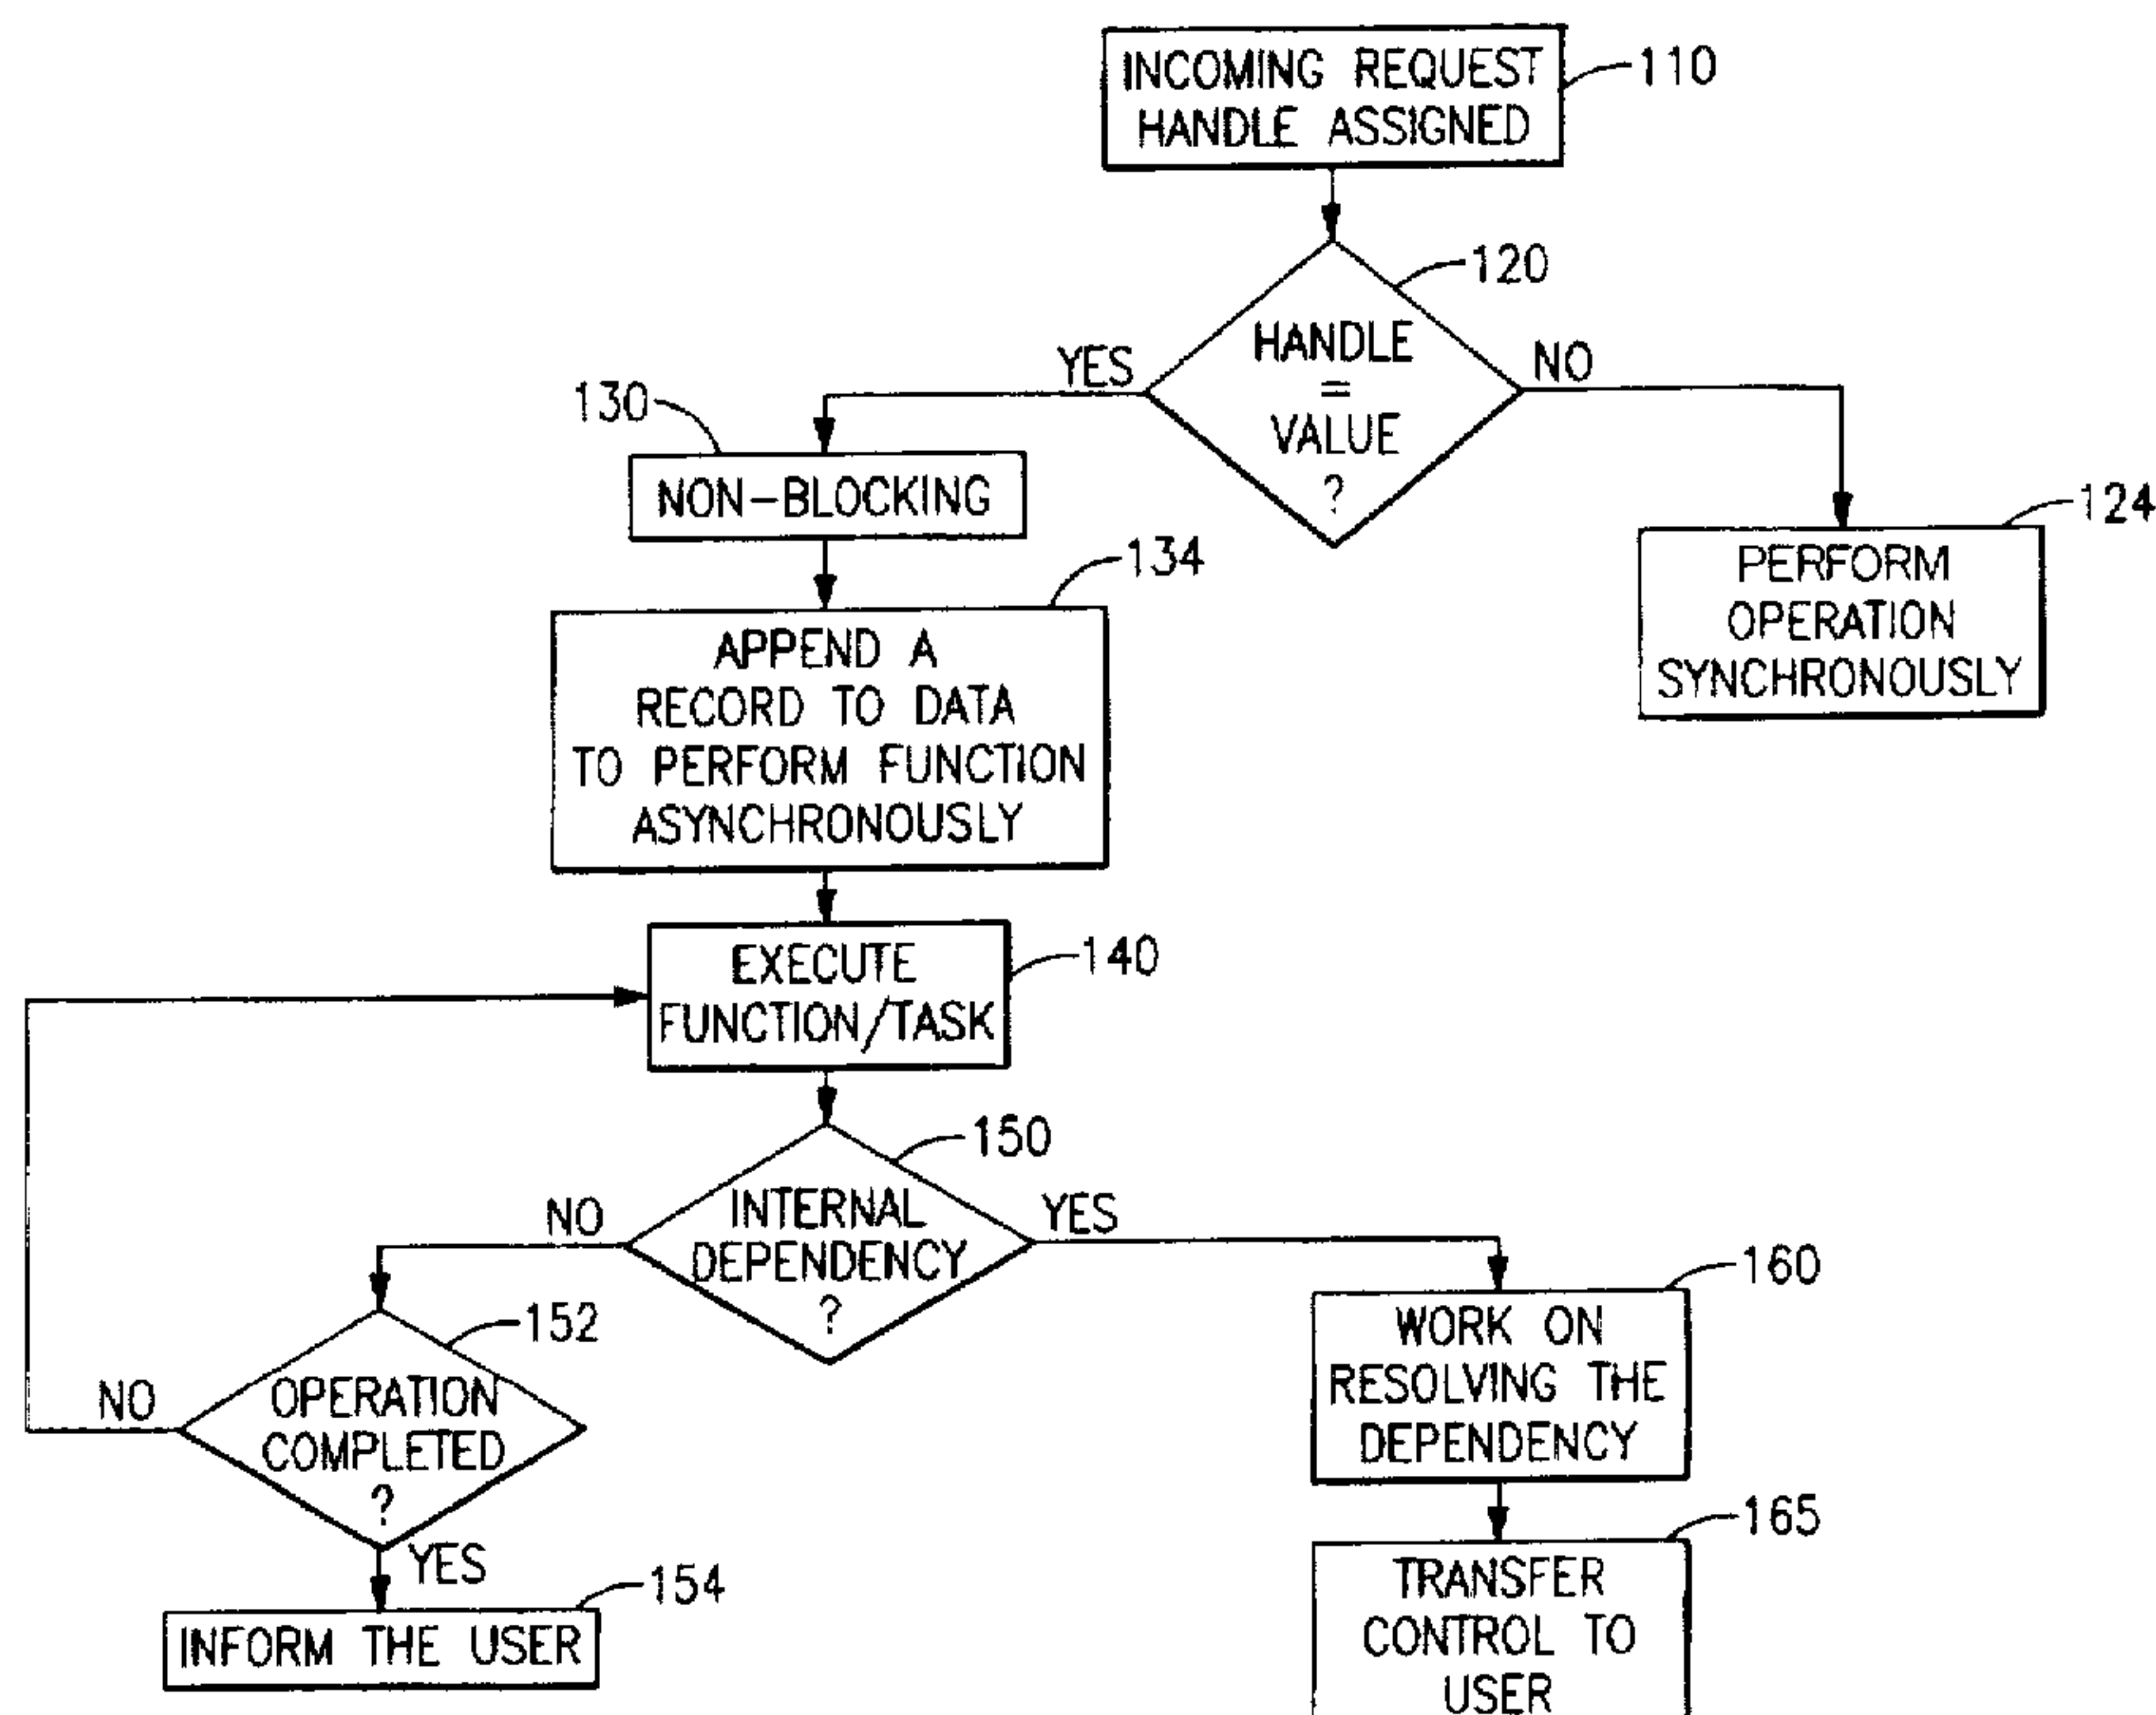 INCOMING REQUEST
HANDLE ASSIGNED
110
120
HANDLE
=
VALUE
?
YES
NO
130
NON-BLOCKING
124
PERFORM
OPERATION
SYNCHRONOUSLY
134
APPEND A
RECORD TO DATA
TO PERFORM FUNCTION
ASYNCHRONOUSLY
EXECUTE
FUNCTION/TASK
140
150
INTERNAL
DEPENDENCY
?
NO
YES
152
OPERATION
COMPLETED
?
NO
YES
154
INFORM THE USER
160
WORK ON
RESOLVING THE
DEPENDENCY
165
TRANSFER
CONTROL TO
USER